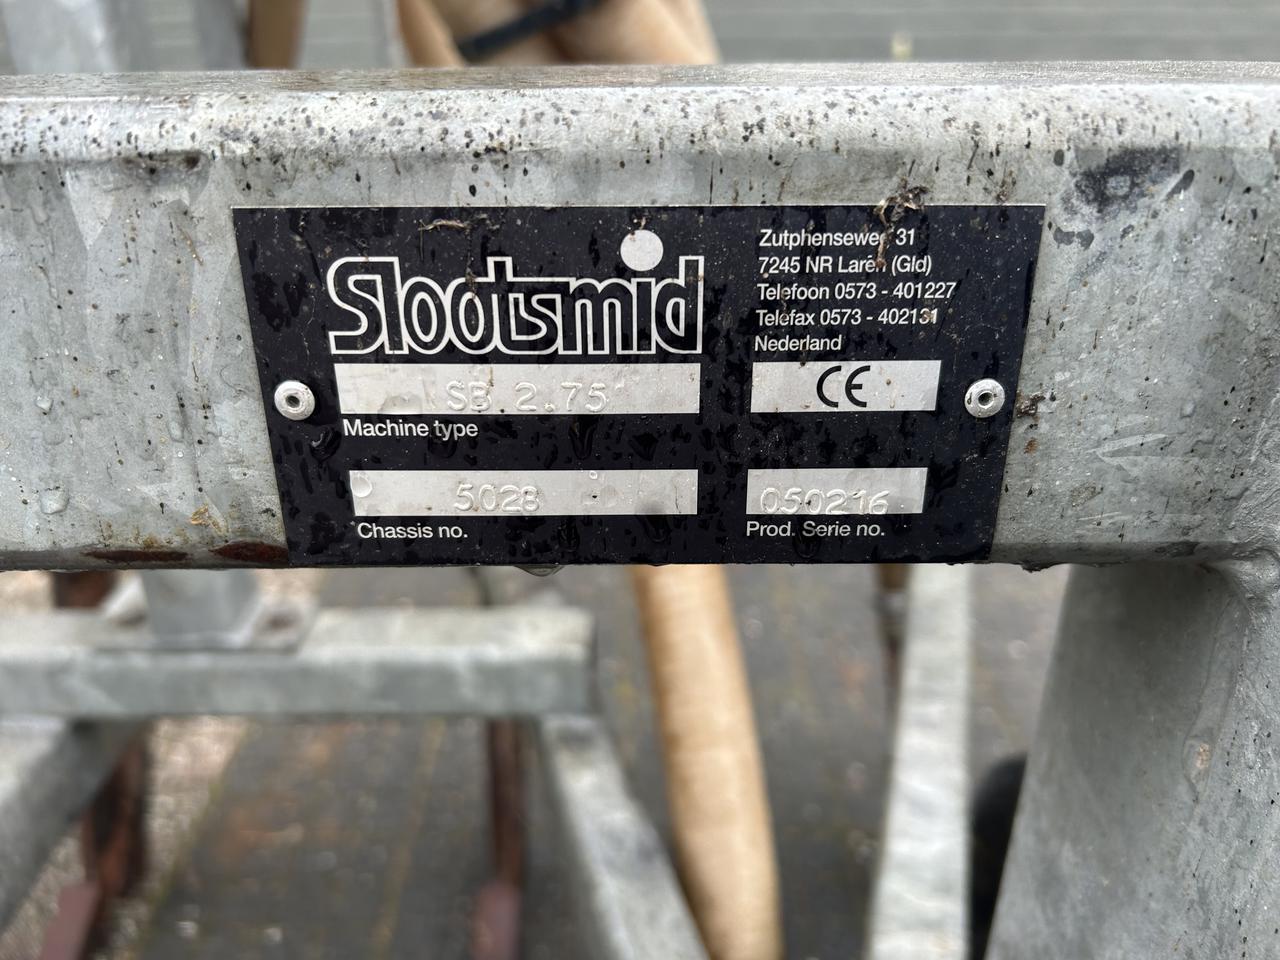 Slootsmid
Zutphenseweg 31
7245 NR Laren (Gld)
Telefoon 0573 - 401227
Telefax 0573 - 402131
Nederland
SB 2.75
Machine type
CE
5028
Chassis no.
050216
Prod. Serie no.